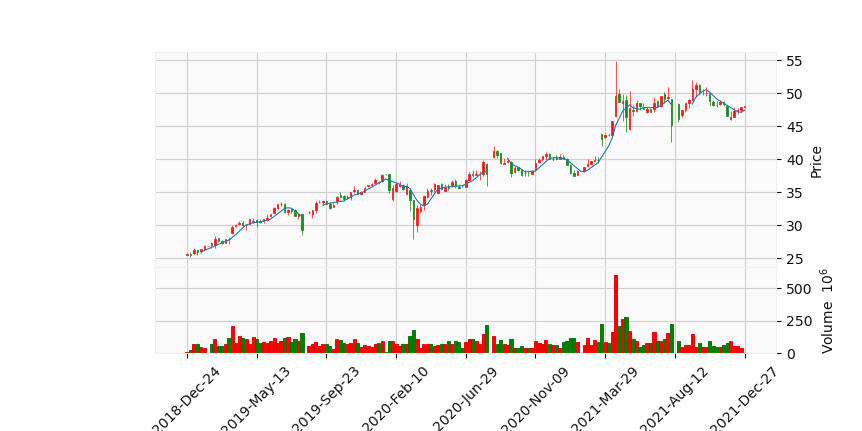 55
50
45
40
35
30
25
Price
500
250
0
Volume 10^6
2018-Dec-24
2019-May-13
2019-Sep-23
2020-Feb-10
2020-Jun-29
2020-Nov-09
2021-Mar-29
2021-Aug-12
2021-Dec-27